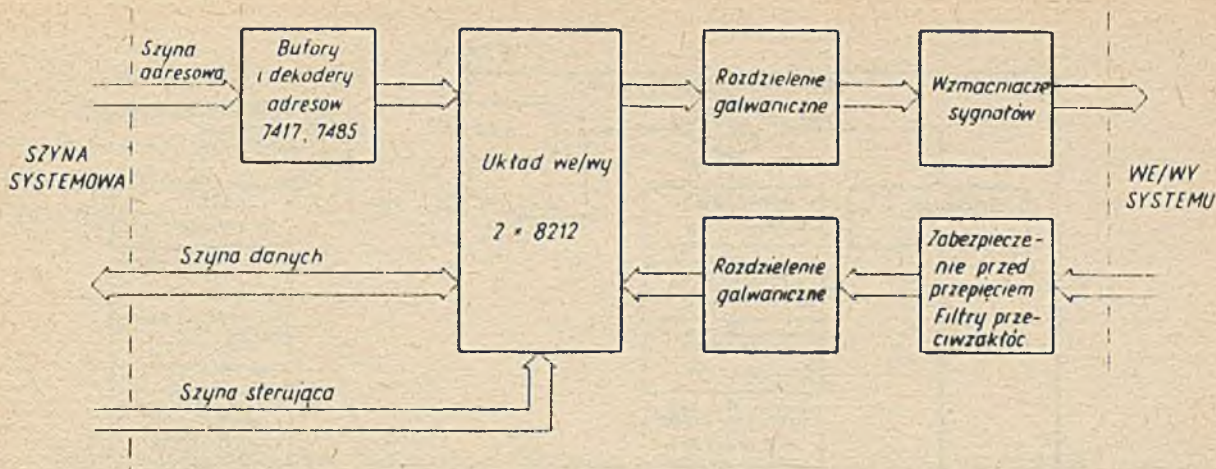 Szyna
adresowa
Bufory
i dekodery
adresów
7417, 7485
SZYNA
SYSTEMOWA
Układ we/wy
2 × 8212
Rozdzielenie
galwaniczne
Wzmacniacze
sygnałów
WE/WY
SYSTEMU
Szyna danych
Rozdzielenie
galwaniczne
Zabezpiecze-
nie przed
przepięciem
Filtry prze-
ciwzakłóc
Szyna sterująca